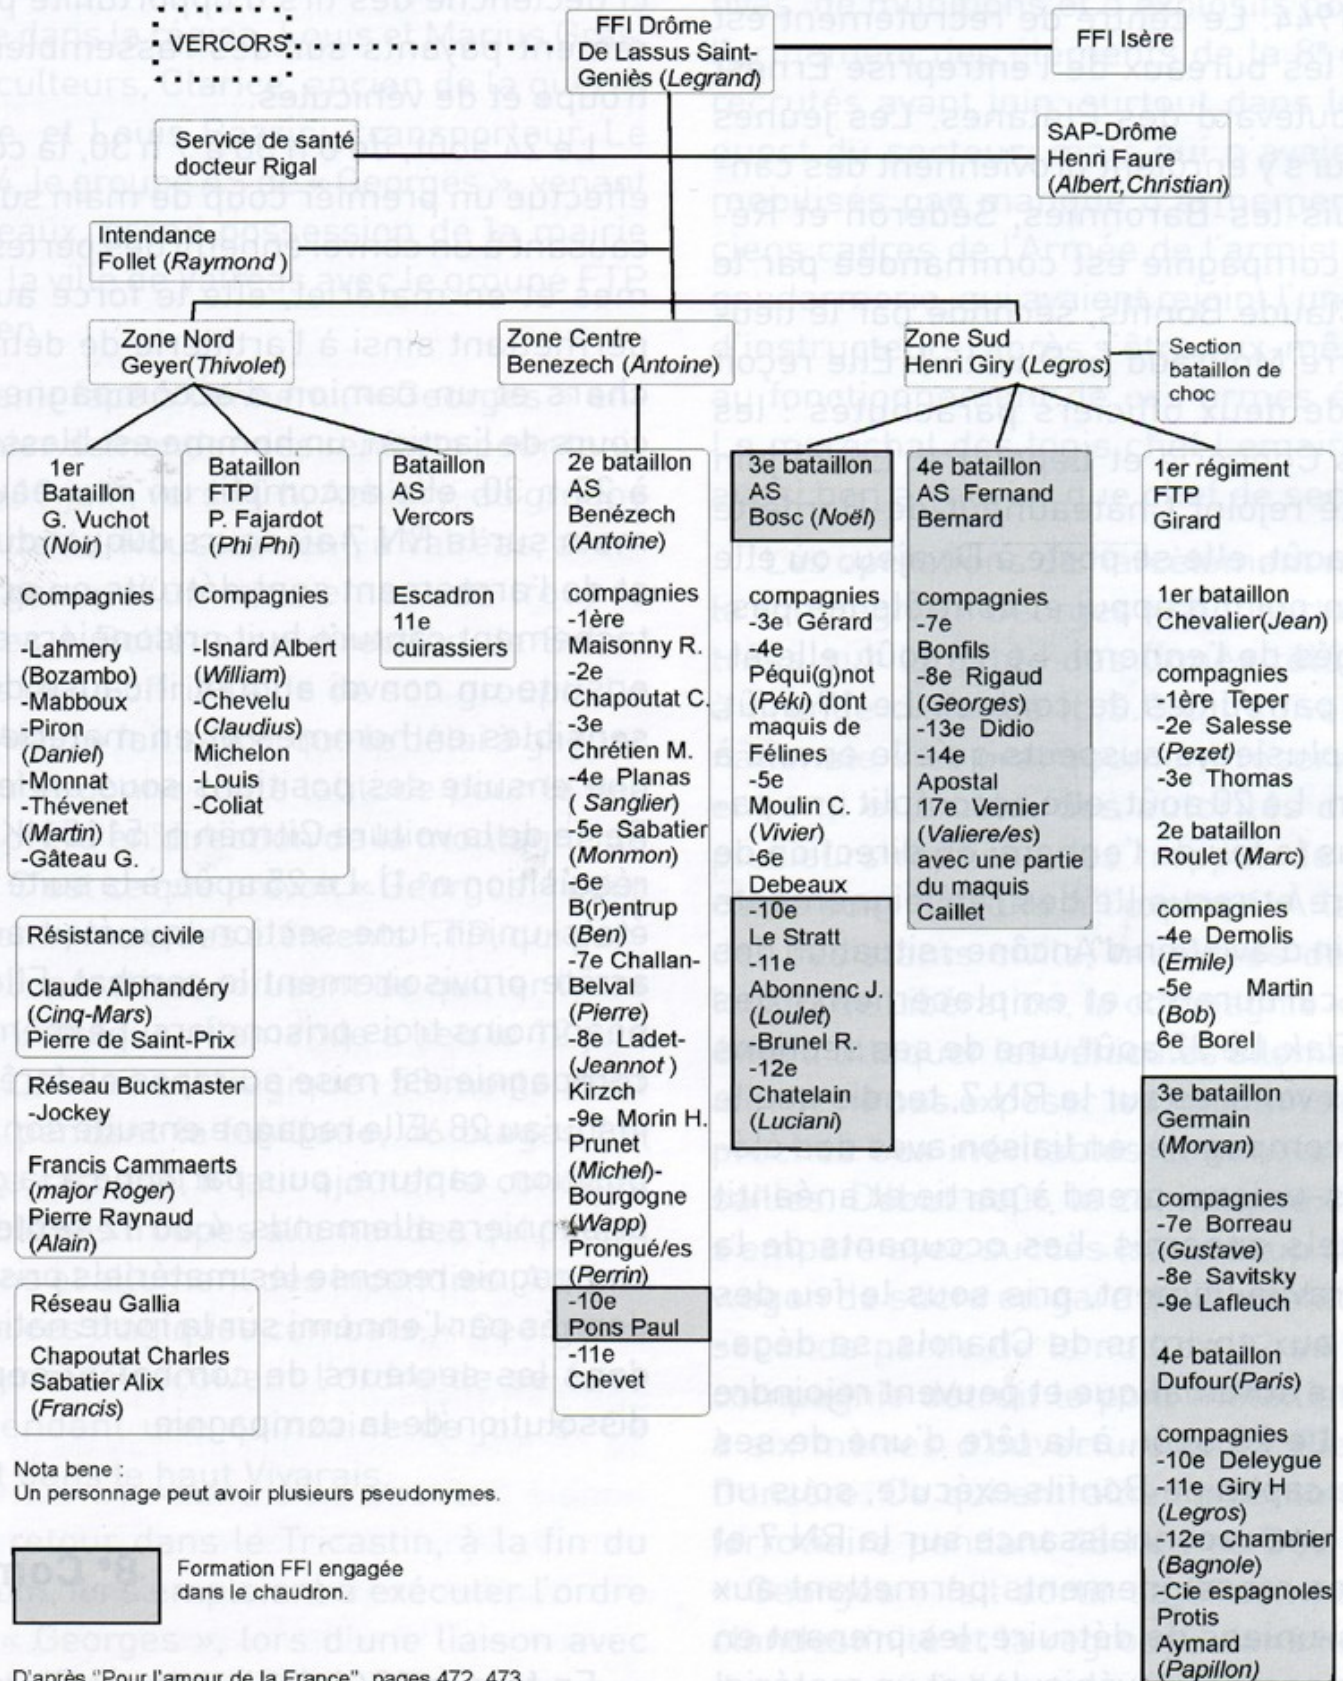 VERCORS
FFI Drôme
De Lassus Saint-
Geniès (Legrand)
FFI Isère
Service de santé
docteur Rigal
SAP-Drôme
Henri Faure
(Albert,Christian)
Intendance
Follet (Raymond )
Zone Nord
Geyer(Thivolet)
Zone Centre
Benezech (Antoine)
Zone Sud
Henri Giry (Legros)
Section
bataillon de
choc
1er
Bataillon
G. Vuchot
(Noir)
Compagnies
-Lahmery
(Bozambo)
-Mabboux
-Piron
(Daniel)
-Monnat
-Thévenet
(Martin)
-Gâteau G.
Bataillon
FTP
P. Fajardot
(Phi Phi)
Compagnies
-Isnard Albert
(William)
-Chevelu
(Claudius)
Michelon
-Louis
-Coliat
Bataillon
AS
Vercors
Escadron
11e
cuirassiers
2e bataillon
AS
Benézech
(Antoine)
compagnies
-1ère
Maisonny R.
-2e
Chapoutat C.
-3e
Chrétien M.
-4e Planas
( Sanglier)
-5e Sabatier
(Monmon)
-6e
B(r)entrup
(Ben)
-7e Challan-
Belval
(Pierre)
-8e Ladet-
(Jeannot )
Kirzch
-9e Morin H.
Prunet
(Michel)-
Bourgogne
(Wapp)
Prongué/es
(Perrin)
-10e
Pons Paul
-11e
Chevet
3e bataillon
AS
Bosc (Noël)
compagnies
-3e Gérard
-4e
Péqui(g)not
(Péki) dont
maquis de
Félines
-5e
Moulin C.
(Vivier)
-6e
Debeaux
-10e
Le Stratt
-11e
Abonnenc J.
(Loulet)
-Brunel R.
-12e
Chatelain
(Luciani)
4e bataillon
AS Fernand
Bernard
compagnies
-7e
Bonfils
-8e Rigaud
(Georges)
-13e Didio
-14e
Apostal
17e Vernier
(Valiere/es)
avec une partie
du maquis
Caillet
1er régiment
FTP
Girard
1er bataillon
Chevalier(Jean)
compagnies
-1ère Teper
-2e Salesse
(Pezet)
-3e Thomas
2e bataillon
Roulet (Marc)
compagnies
-4e Demolis
(Emile)
-5e Martin
(Bob)
6e Borel
3e bataillon
Germain
(Morvan)
compagnies
-7e Borreau
(Gustave)
-8e Savitsky
-9e Lafleuch
4e bataillon
Dufour(Paris)
compagnies
-10e Deleygue
-11e Giry H
(Legros)
-12e Chambrier
(Bagnole)
-Cie espagnoles
Protis
Aymard
(Papillon)
Résistance civile
Claude Alphandéry
(Cinq-Mars)
Pierre de Saint-Prix
Réseau Buckmaster
-Jockey
Francis Cammaerts
(major Roger)
Pierre Raynaud
(Alain)
Réseau Gallia
Chapoutat Charles
Sabatier Alix
(Francis)
Nota bene :
Un personnage peut avoir plusieurs pseudonymes.
Formation FFI engagée
dans le chaudron.
D'après "Pour l'amour de la France", pages 472, 473